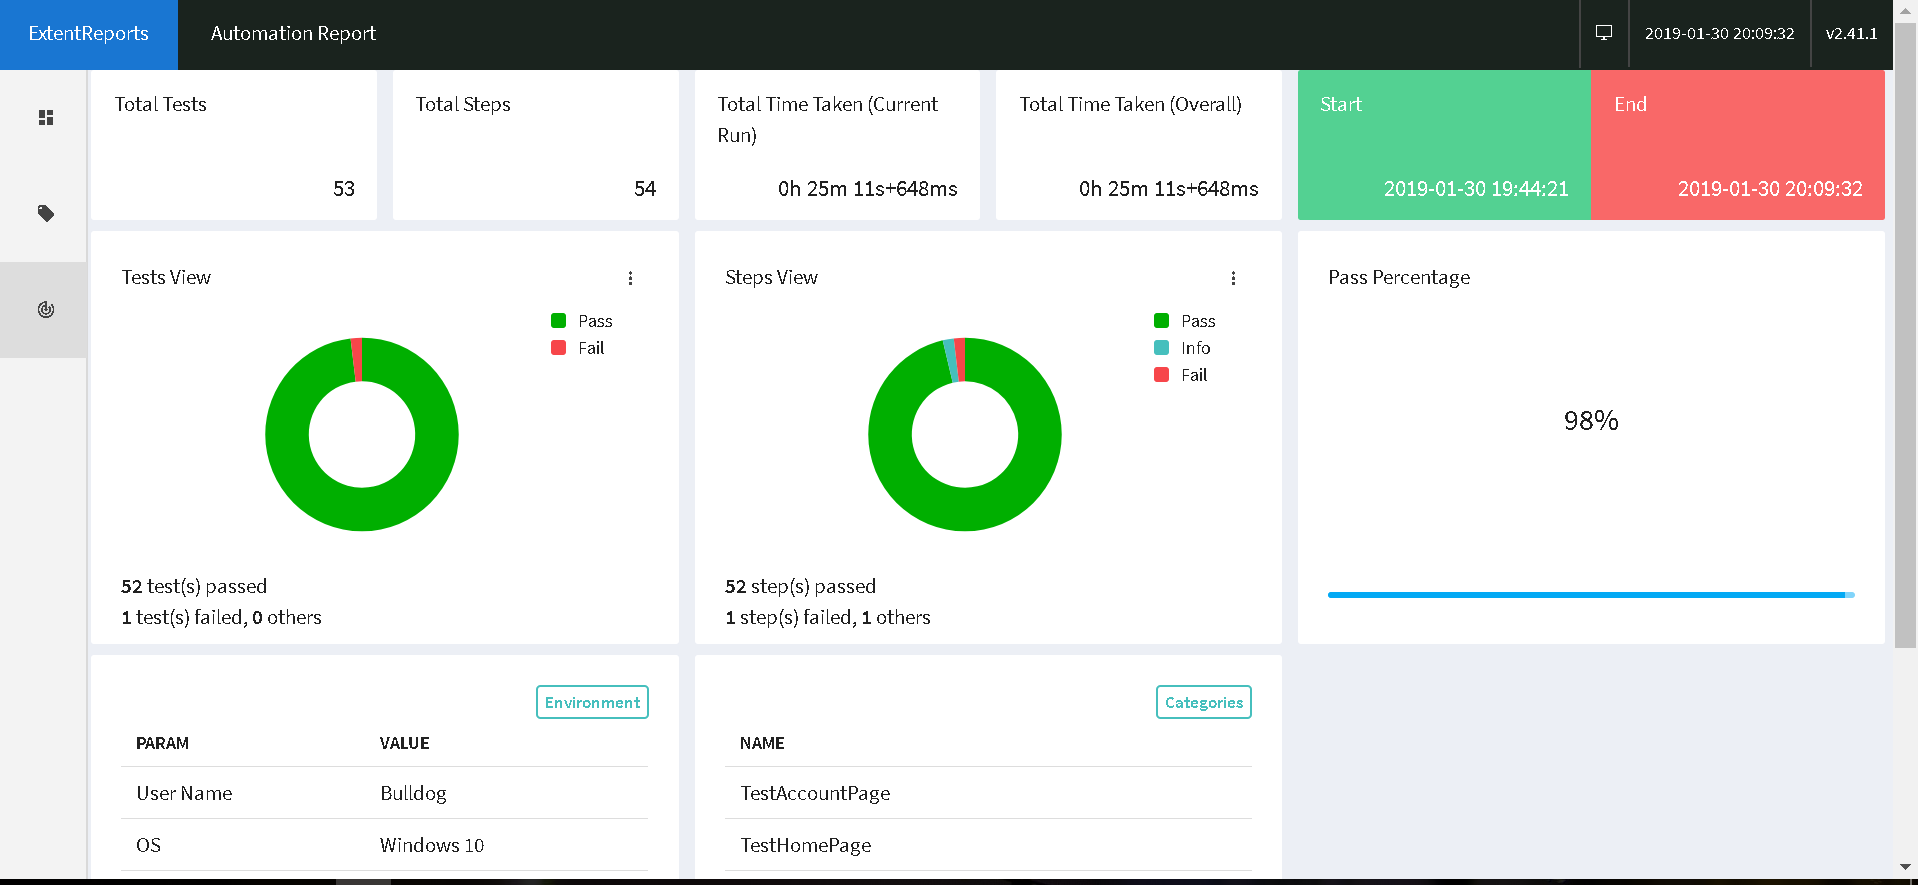 ExtentReports
Automation Report
2019-01-30 20:09:32
v2.41.1
Total Tests
53
Total Steps
54
Total Time Taken (Current
Run)
0h 25m 11s+648ms
Total Time Taken (Overall)
0h 25m 11s+648ms
Start
2019-01-30 19:44:21
End
2019-01-30 20:09:32
Tests View
Pass
Fail
52 test(s) passed
1 test(s) failed, 0 others
Steps View
Pass
Info
Fail
52 step(s) passed
1 step(s) failed, 1 others
Pass Percentage
98%
Environment
PARAM VALUE
User Name Bulldog
OS Windows 10
Categories
NAME
TestAccountPage
TestHomePage